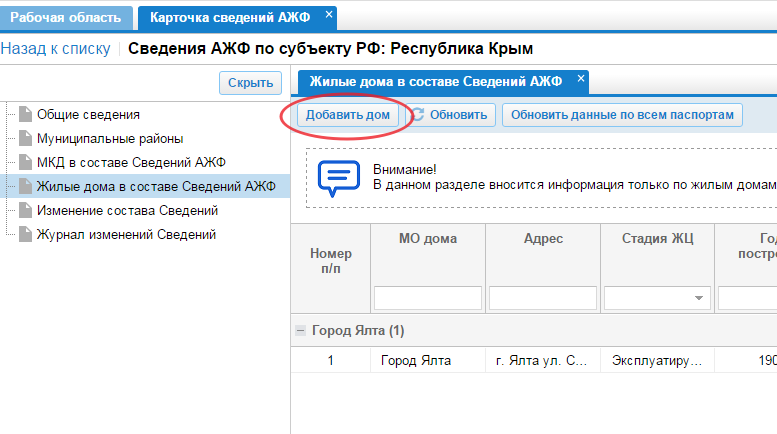 Рабочая область
Карточка сведений АЖФ
Назад к списку
Сведения АЖФ по субъекту РФ: Республика Крым
Скрыть
Общие сведения
Муниципальные районы
МКД в составе Сведений АЖФ
Жилые дома в составе Сведений АЖФ
Изменение состава Сведений
Журнал изменений Сведений
Жилые дома в составе Сведений АЖФ
Добавить дом
Обновить
Обновить данные по всем паспортам
Внимание!
В данном разделе вносится информация только по жилым домам
Номер п/п
МО дома
Адрес
Стадия ЖЦ
Год
постро
Город Ялта (1)
1 Город Ялта г. Ялта ул. С... Эксплуатиру... 190